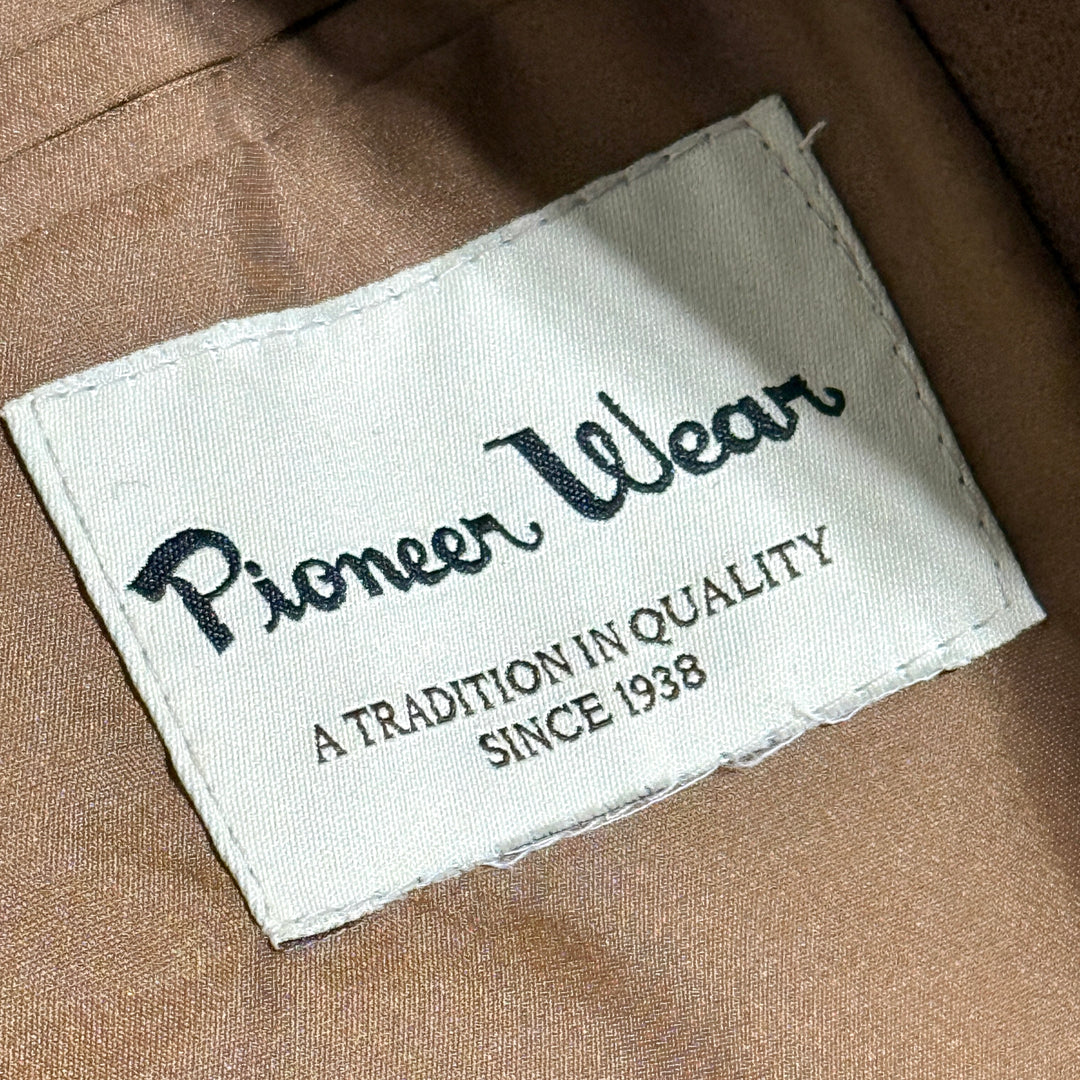 Pioneer Wear
A TRADITION IN QUALITY
SINCE 1938